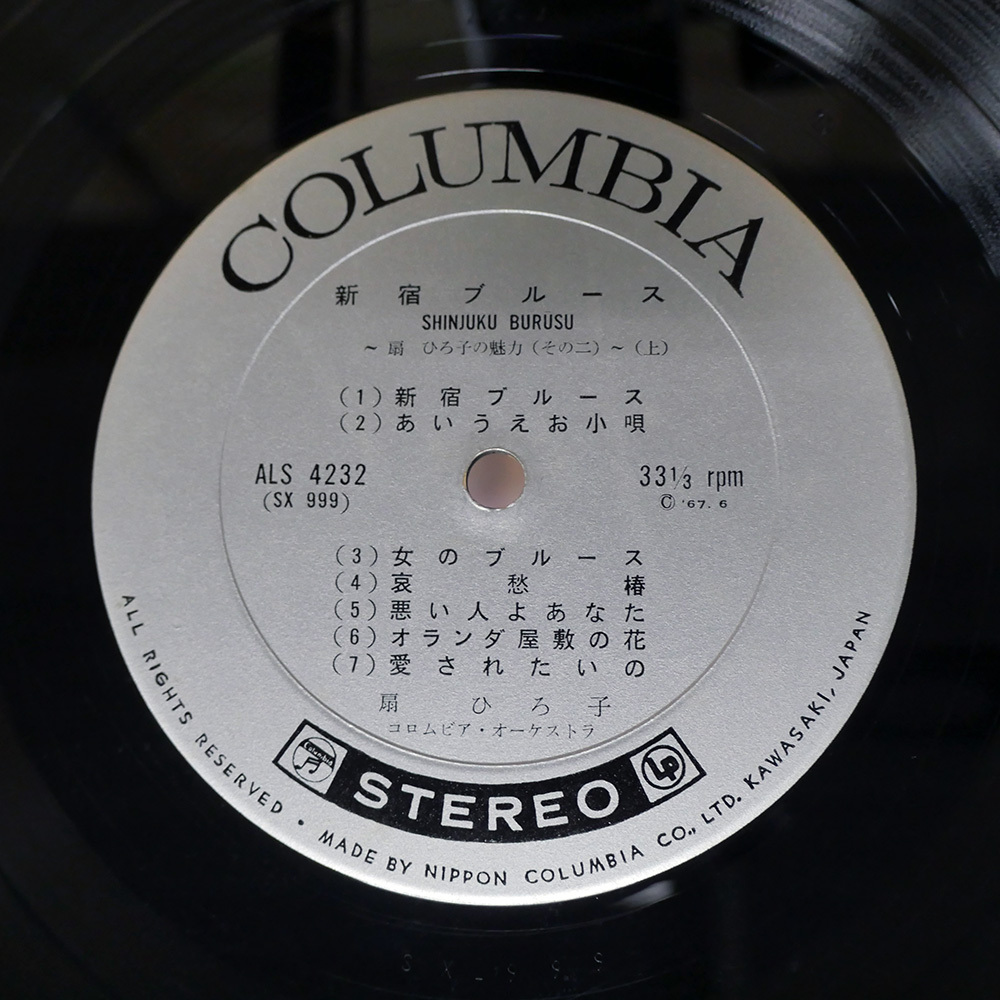 COLUMBIA
新宿ブルース
SHINJUKU BURUSU
~ 扇 ひろ子の魅力(その二)~(上)
(1)新宿ブルース
(2)あいうえお小唄
ALS 4232
(SX 999)
33⅓ rpm
© '67. 6
(3)女のブルース
(4)哀愁椿
(5)悪い人よあなた
(6)オランダ屋敷の花
(7)愛されたいの
扇 ひろ子
コロムビア・オーケストラ
Columbia
STEREO
LP
ALL RIGHTS RESERVED • MADE BY NIPPON COLUMBIA CO., LTD. KAWASAKI, JAPAN